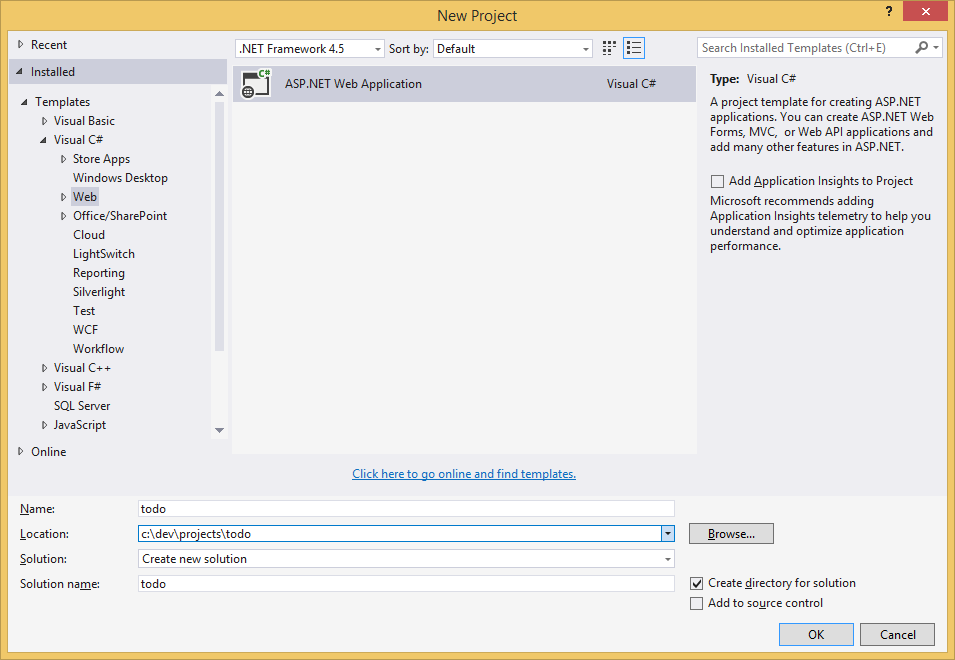 New Project
?
Recent
Installed
Templates
Visual Basic
Visual C#
Store Apps
Windows Desktop
Web
Office/SharePoint
Cloud
LightSwitch
Reporting
Silverlight
Test
WCF
Workflow
Visual C++
Visual F#
SQL Server
JavaScript
Online
.NET Framework 4.5
Sort by:
Default
C#
ASP.NET Web Application
Visual C#
Click here to go online and find templates.
Search Installed Templates (Ctrl+E)
Type: Visual C#
A project template for creating ASP.NET
applications. You can create ASP.NET Web
Forms, MVC, or Web API applications and
add many other features in ASP.NET.
Add Application Insights to Project
Microsoft recommends adding
Application Insights telemetry to help you
understand and optimize application
performance.
Name:
todo
Location:
c:\dev\projects\todo
Browse...
Solution:
Create new solution
Solution name:
todo
Create directory for solution
Add to source control
OK
Cancel